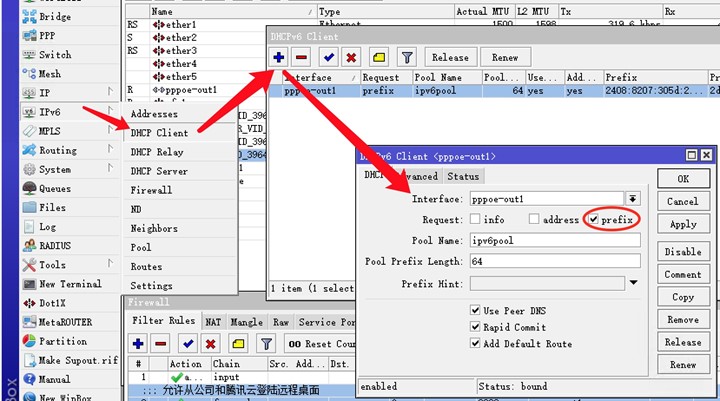 Bridge
PPP
Switch
Mesh
IP
IPv6
MPLS
Routing
System
Queues
Files
Log
RADIUS
Tools
New Terminal
Dot1X
MetaROUTER
Partition
Make Supout.rif
Manual
New WinBox
Box
Name
Type
Actual MTU
L2 MTU
Tx
Rx
RS
ether1
Ethernet
1500
1598
319.6 kbps
S
ether2
RS
ether3
ether4
ether5
R
pppoe-out1
Addresses
DHCP Client
DHCP Relay
DHCP Server
Firewall
ND
Neighbors
Pool
Routes
Settings
DHCPv6 Client
Release
Renew
Interface
Request
Pool Name
Pool...
Use...
Add...
Prefix
pppoe-out1
prefix
ipv6pool
64
yes
yes
2408:8207:305d:2...
1 item (1 select
DHCPv6 Client <pppoe-out1>
DHCP
Advanced
Status
Interface:
pppoe-out1
Request:
info
address
prefix
Pool Name:
ipv6pool
Pool Prefix Length:
64
Prefix Hint:
Use Peer DNS
Rapid Commit
Add Default Route
enabled
Status: bound
OK
Cancel
Apply
Disable
Comment
Copy
Remove
Release
Renew
Firewall
Filter Rules
NAT
Mangle
Raw
Service Por
00 Reset Cou
#
Action
Chain
Src. Add...
Dst.
1
a...
input
::: 允许从公司和腾讯云登陆远程桌面